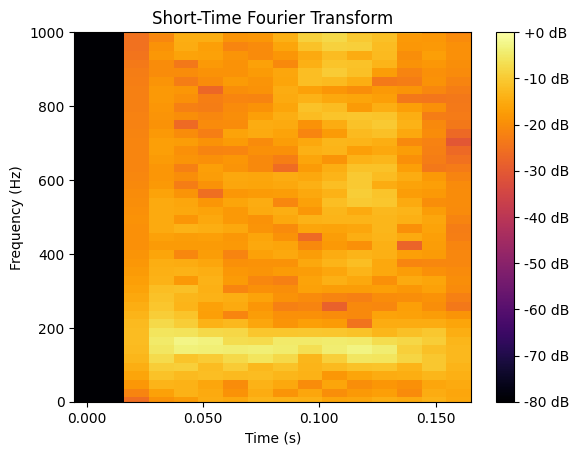 Short-Time Fourier Transform
1000
800
600
400
200
0
Frequency (Hz)
0.000
0.050
0.100
0.150
Time (s)
+0 dB
-10 dB
-20 dB
-30 dB
-40 dB
-50 dB
-60 dB
-70 dB
-80 dB